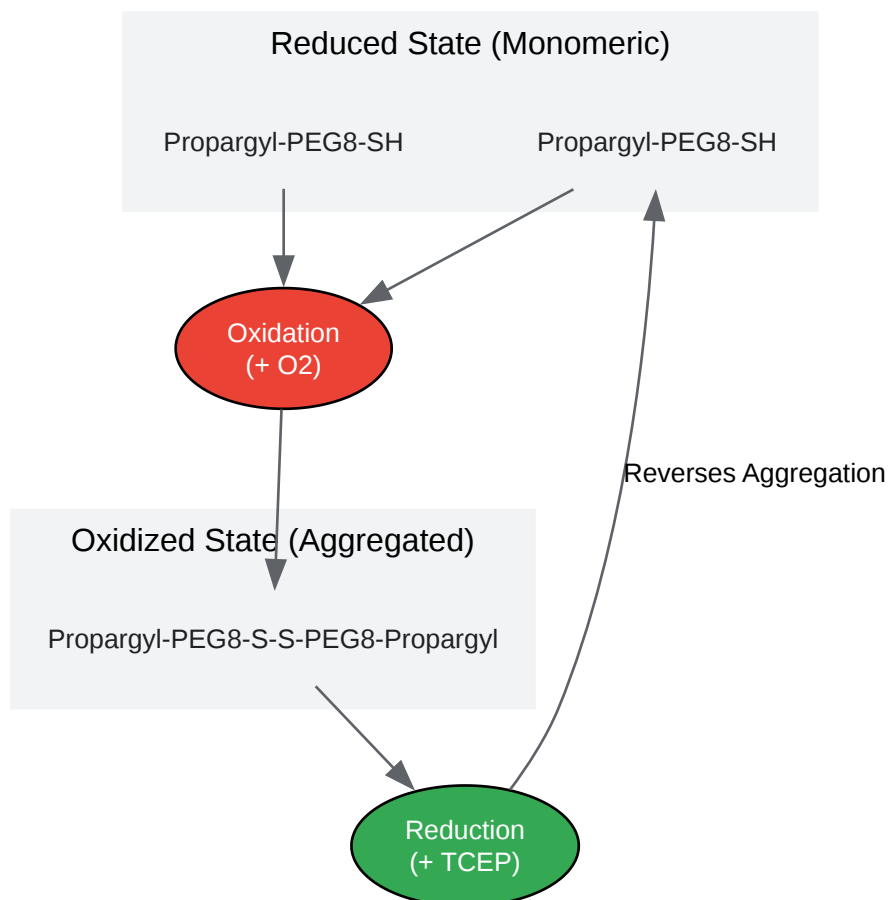 Reduced State (Monomeric)
Propargyl-PEG8-SH
Propargyl-PEG8-SH
Oxidation
(+ O2)
Reverses Aggregation
Oxidized State (Aggregated)
Propargyl-PEG8-S-S-PEG8-Propargyl
Reduction
(+ TCEP)